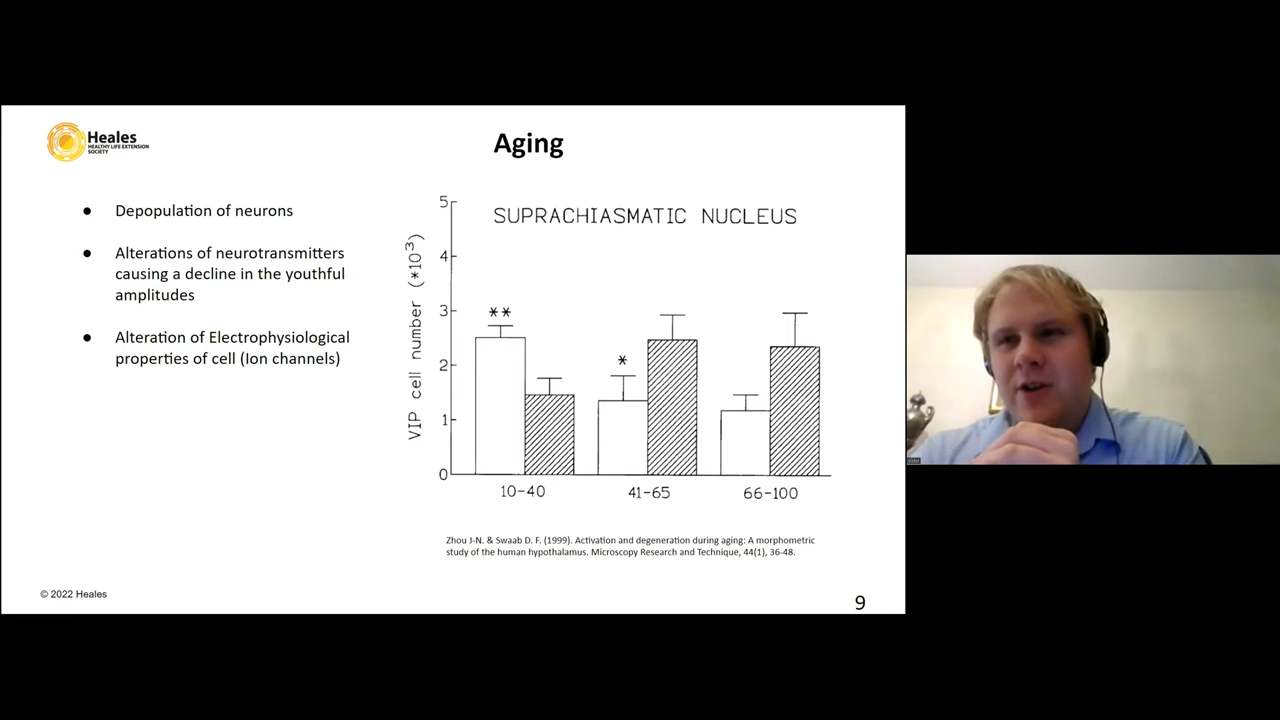 Heales
HEALTHY LIFE EXTENSION
SOCIETY
Aging
● Depopulation of neurons
● Alterations of neurotransmitters
causing a decline in the youthful
amplitudes
● Alteration of Electrophysiological
properties of cell (Ion channels)
SUPRACHIASMATIC NUCLEUS
VIP cell number (*10³)
5
4
3
2
1
0
**
*
10-40
41-65
66-100
Zhou J-N. & Swaab D. F. (1999). Activation and degeneration during aging: A morphometric
study of the human hypothalamus. Microscopy Research and Technique, 44(1), 36-48.
© 2022 Heales
9